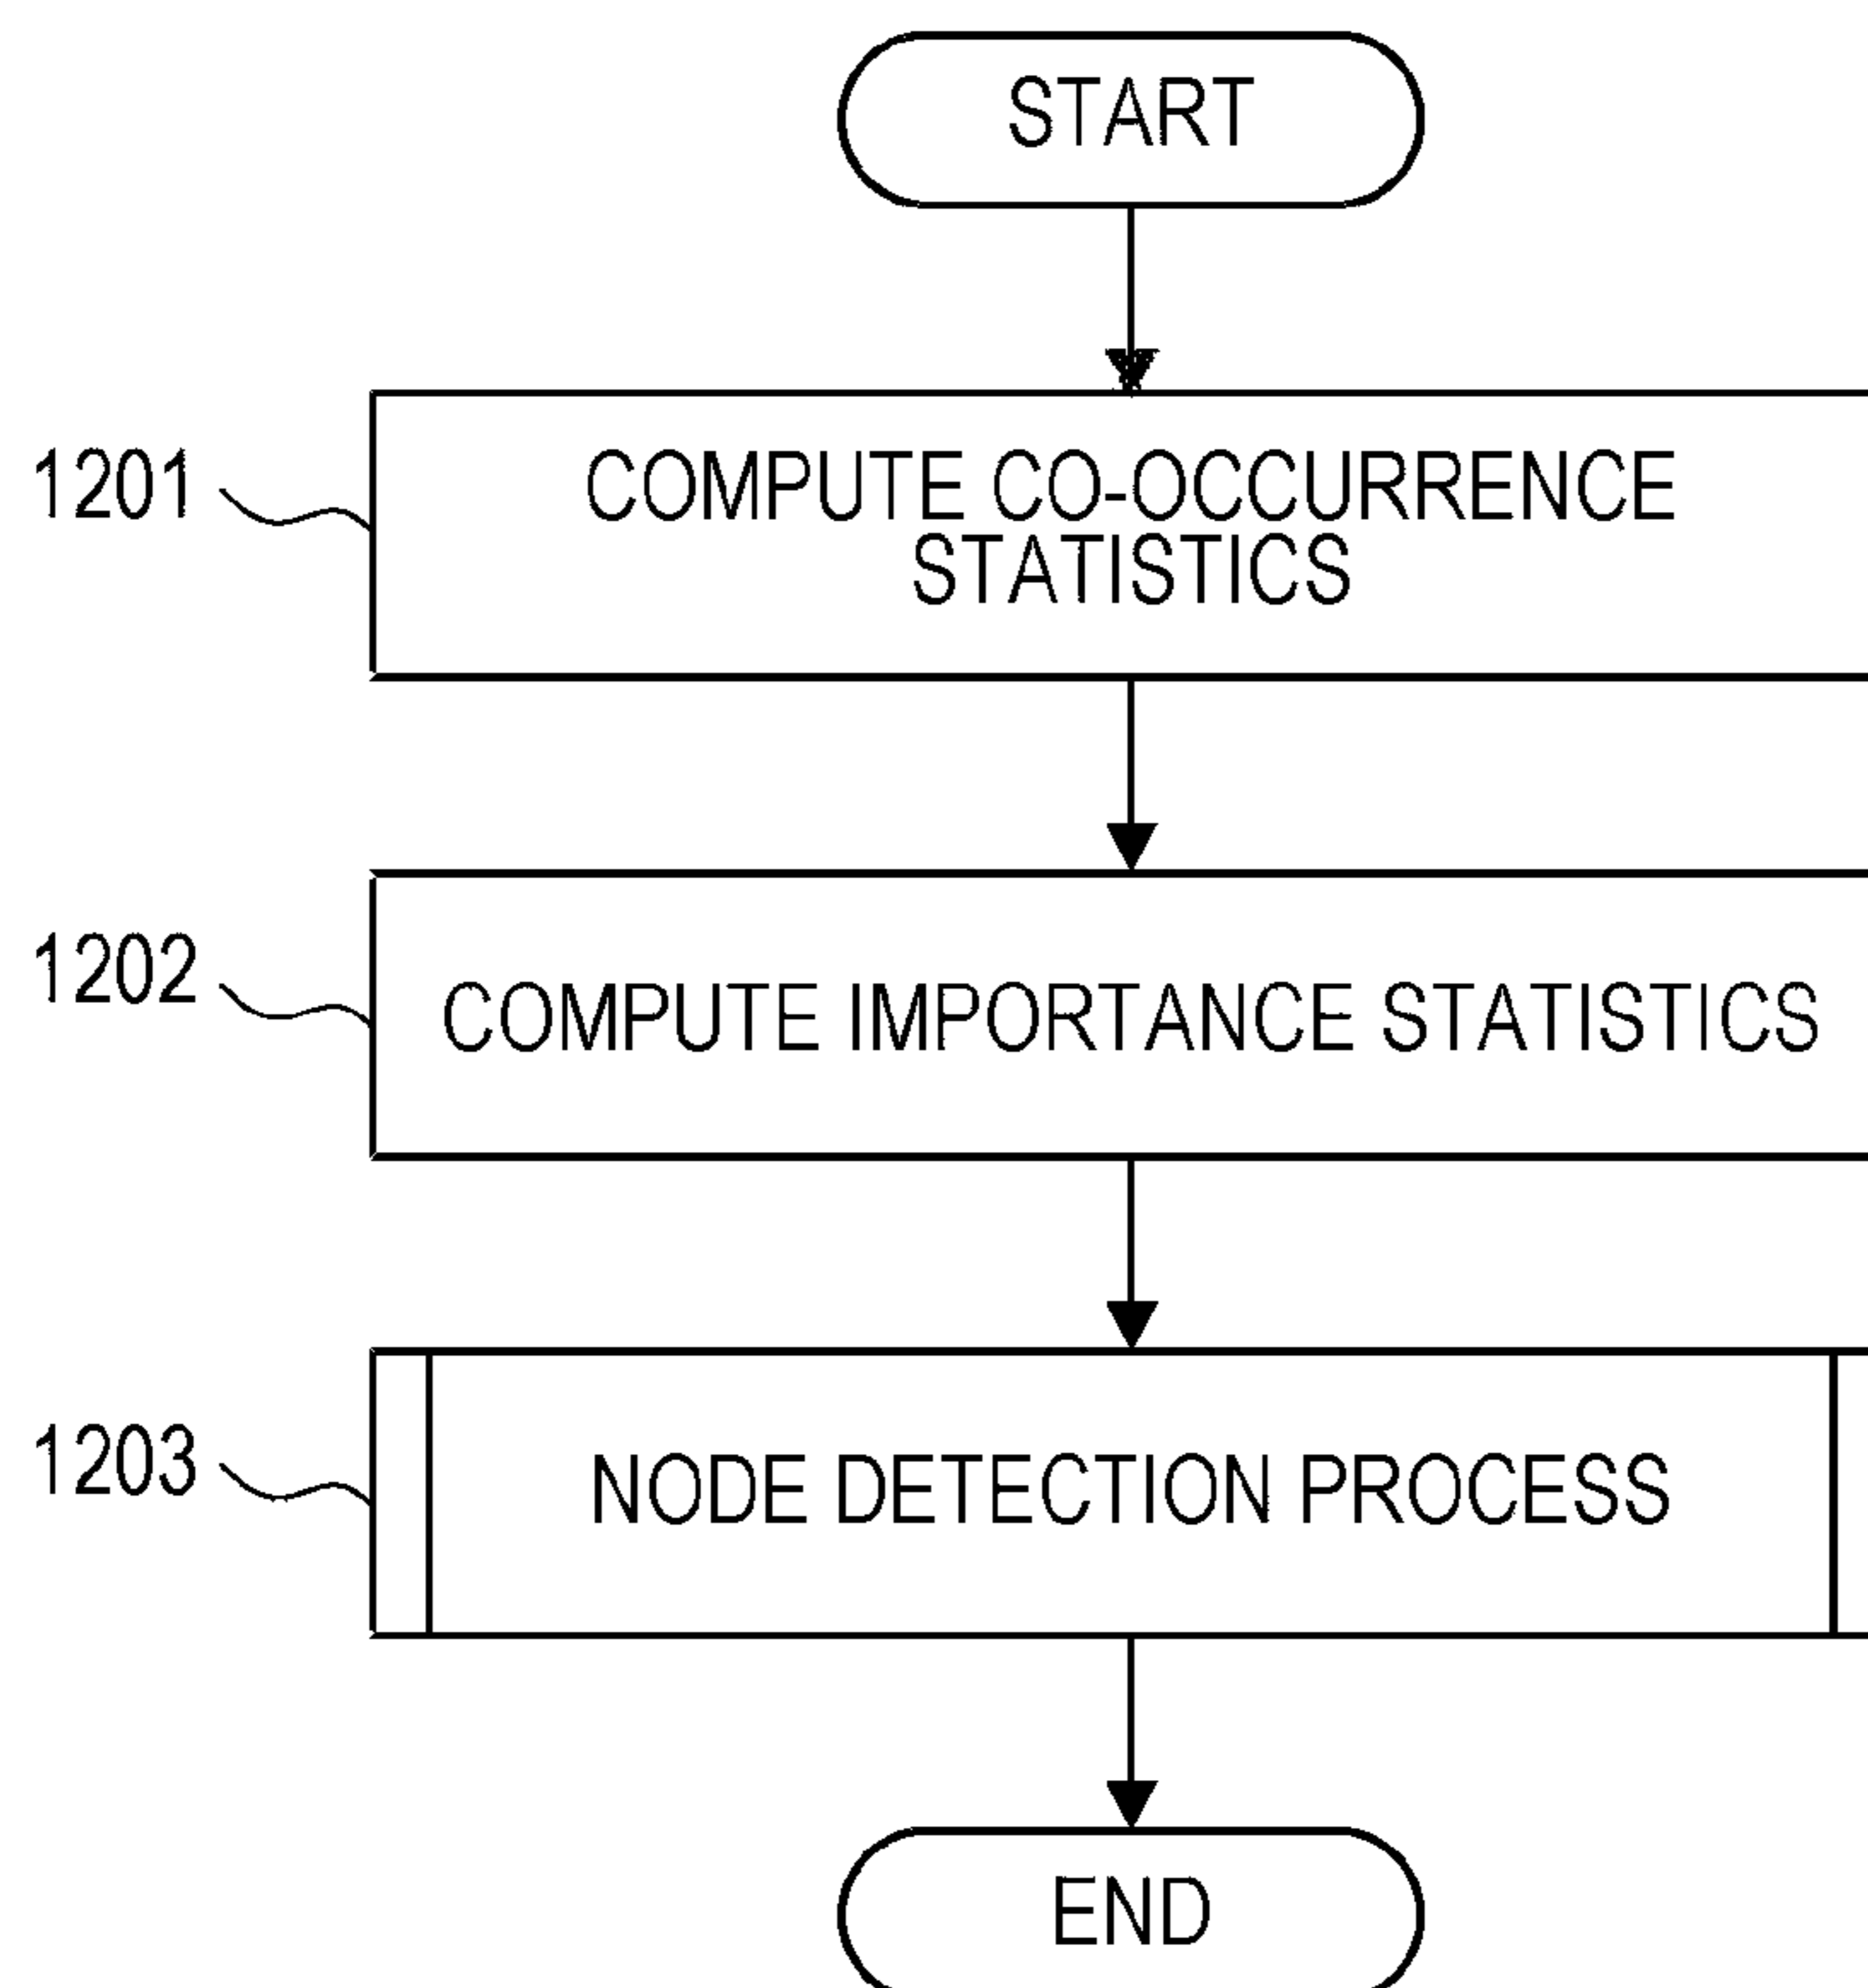 START
1201
COMPUTE CO-OCCURRENCE
STATISTICS
1202
COMPUTE IMPORTANCE STATISTICS
1203
NODE DETECTION PROCESS
END